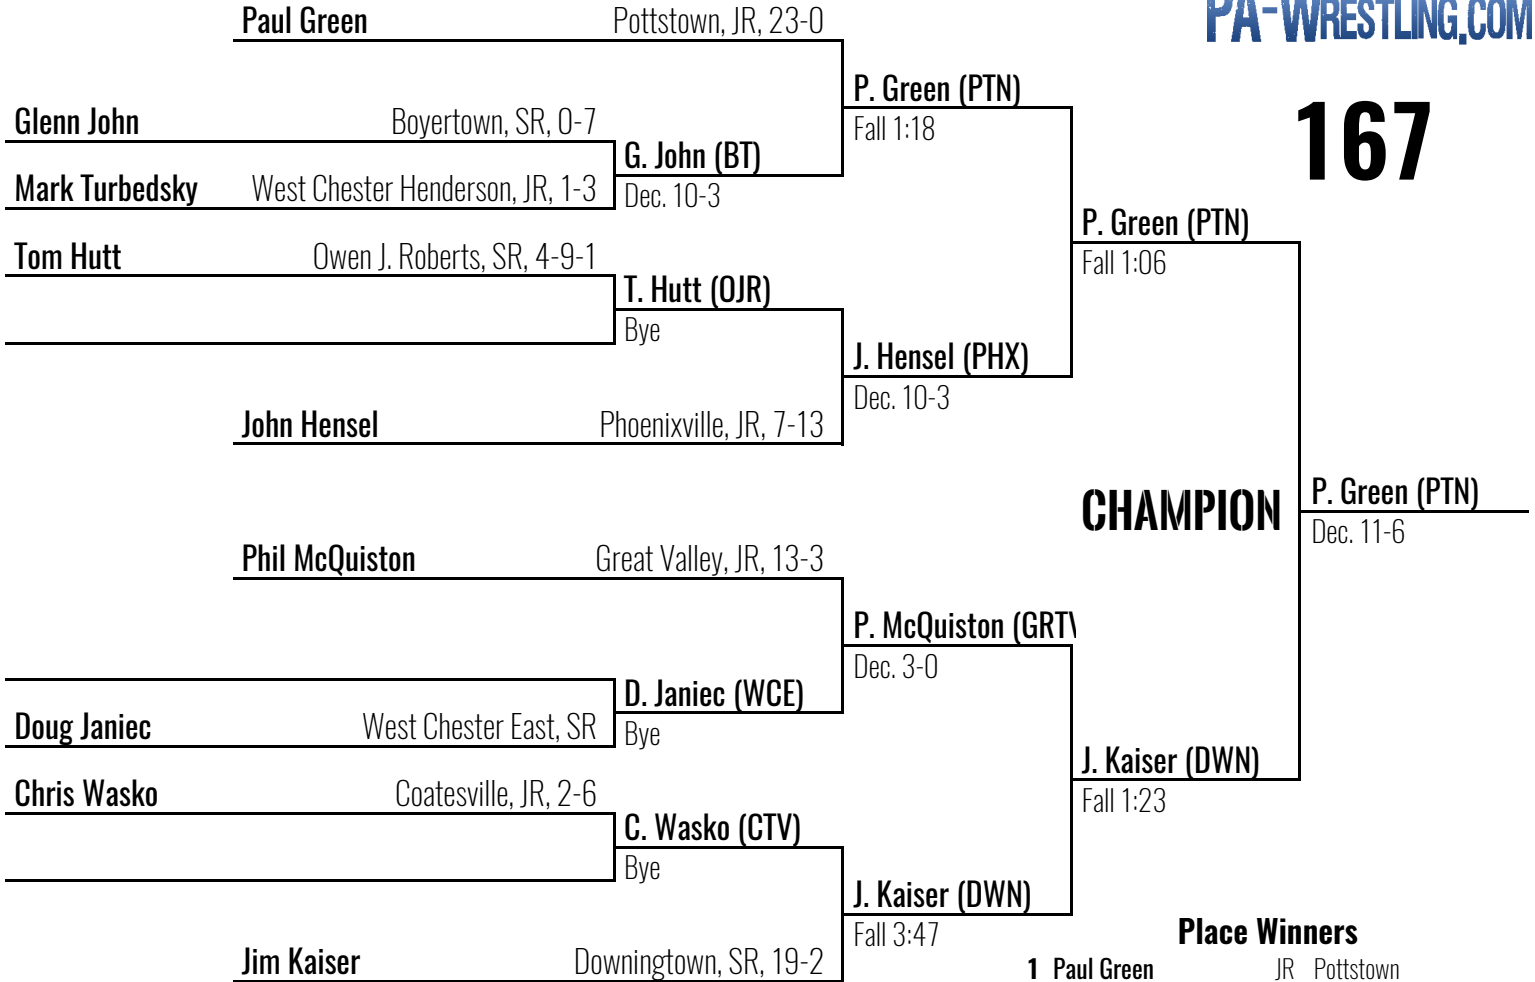 PA-WRESTLING.COM
Paul Green Pottstown, JR, 23-0
P. Green (PTN)
Fall 1:18
167
Glenn John Boyertown, SR, 0-7
G. John (BT)
Dec. 10-3
Mark Turbedsky West Chester Henderson, JR, 1-3
P. Green (PTN)
Fall 1:06
Tom Hutt Owen J. Roberts, SR, 4-9-1
T. Hutt (OJR)
Bye
J. Hensel (PHX)
Dec. 10-3
John Hensel Phoenixville, JR, 7-13
CHAMPION
P. Green (PTN)
Dec. 11-6
Phil McQuiston Great Valley, JR, 13-3
P. McQuiston (GRTV
Dec. 3-0
D. Janiec (WCE)
Bye
Doug Janiec West Chester East, SR
J. Kaiser (DWN)
Fall 1:23
Chris Wasko Coatesville, JR, 2-6
C. Wasko (CTV)
Bye
J. Kaiser (DWN)
Fall 3:47
Jim Kaiser Downingtown, SR, 19-2
Place Winners
1 Paul Green JR Pottstown